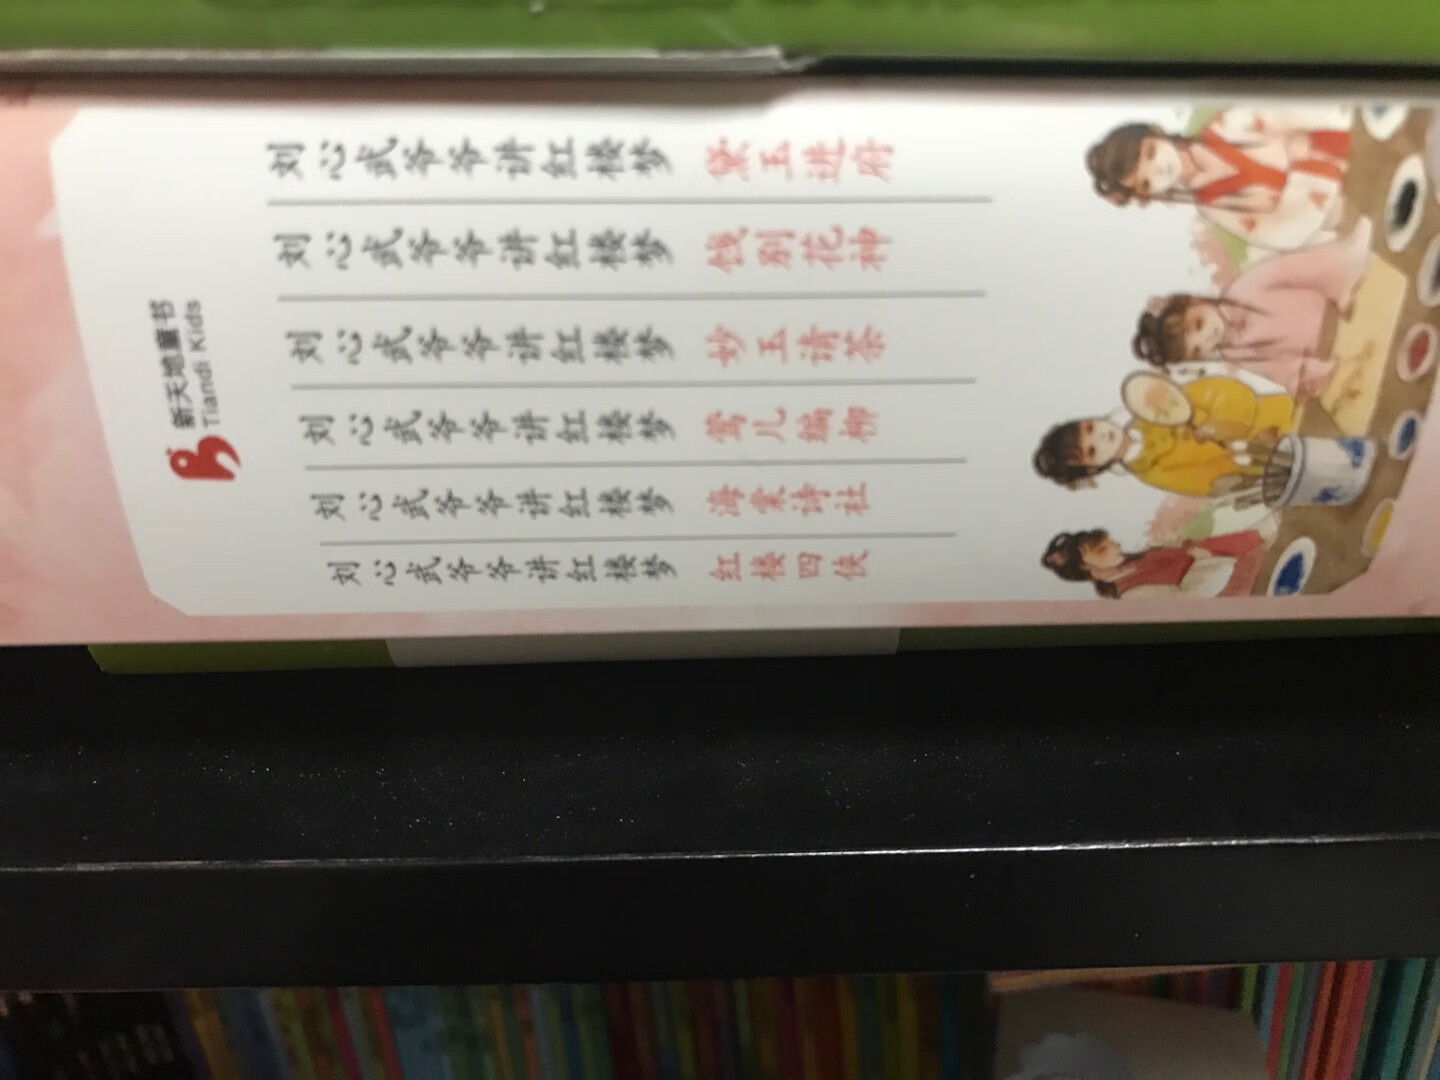 刘心武爷爷讲红楼梦 黛玉进府
刘心武爷爷讲红楼梦 饯别花神
刘心武爷爷讲红楼梦 妙玉请茶
刘心武爷爷讲红楼梦 莺儿编柳
刘心武爷爷讲红楼梦 海棠诗社
刘心武爷爷讲红楼梦 红楼四侠
新天地童书
Tiandi Kids